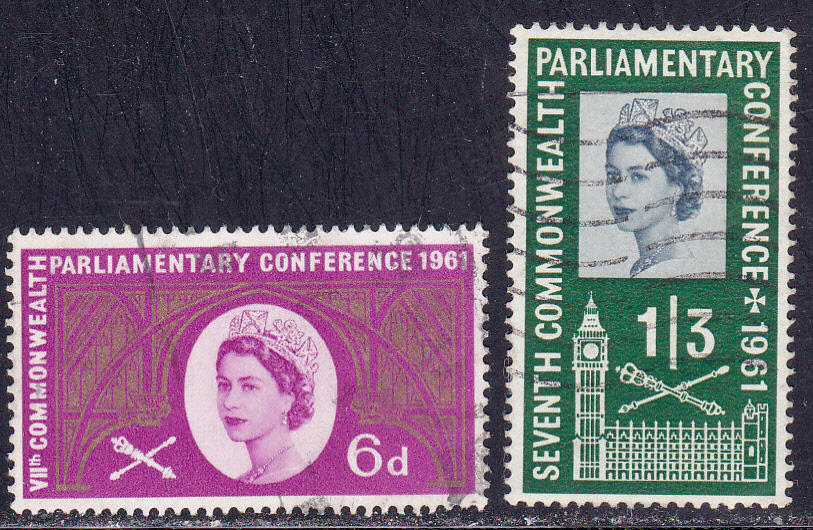 VIIth COMMONWEALTH
PARLIAMENTARY CONFERENCE 1961
6d
SEVENTH COMMONWEALTH
PARLIAMENTARY
CONFERENCE ✠ 1961
1/3